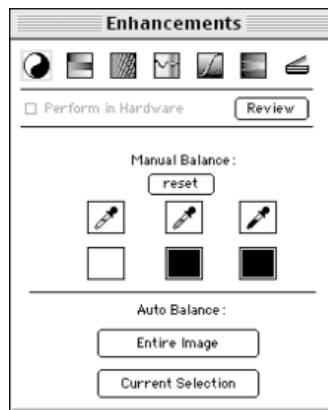 Enhancements
Perform in Hardware Review
Manual Balance:
reset
Auto Balance:
Entire Image
Current Selection